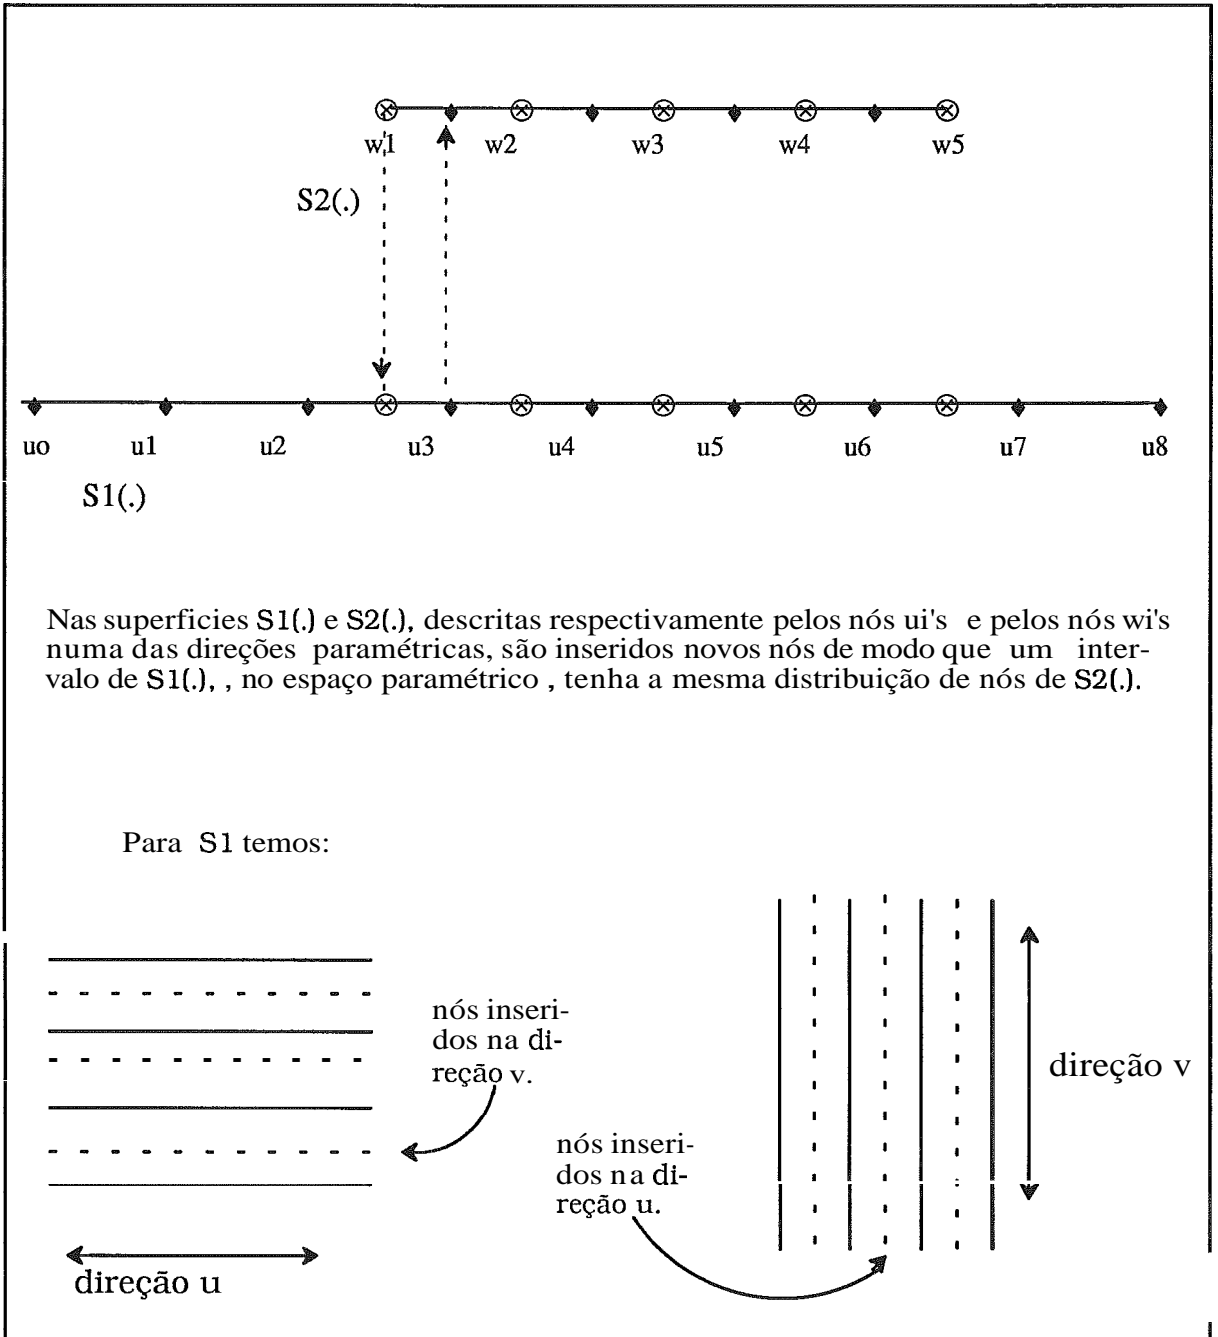 w1 w2 w3 w4 w5
S2(.)
uo u1 u2 u3 u4 u5 u6 u7 u8
S1(.)
Nas superficies S1(.) e S2(.), descritas respectivamente pelos nós ui's e pelos nós wi's
numa das direções paramétricas, são inseridos novos nós de modo que um inter-
valo de S1(.), , no espaço paramétrico , tenha a mesma distribuição de nós de S2(.).
Para S1 temos:
nós inseri-
dos na di-
reção v.
direção u
nós inseri-
dos na di-
reção u.
direção v